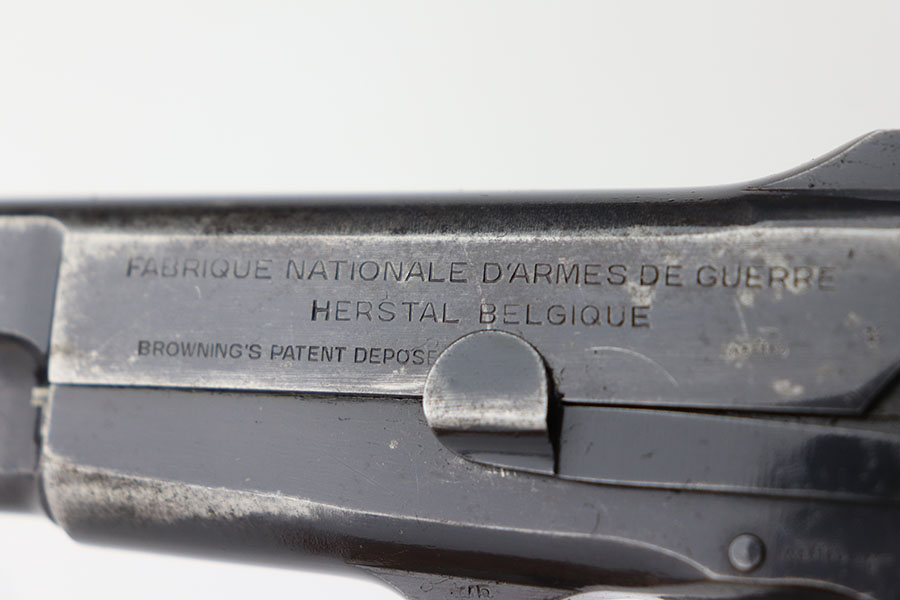 FABRIQUE NATIONALE D'ARMES DE GUERRE
HERSTAL BELGIQUE
BROWNING'S PATENT DEPOSE